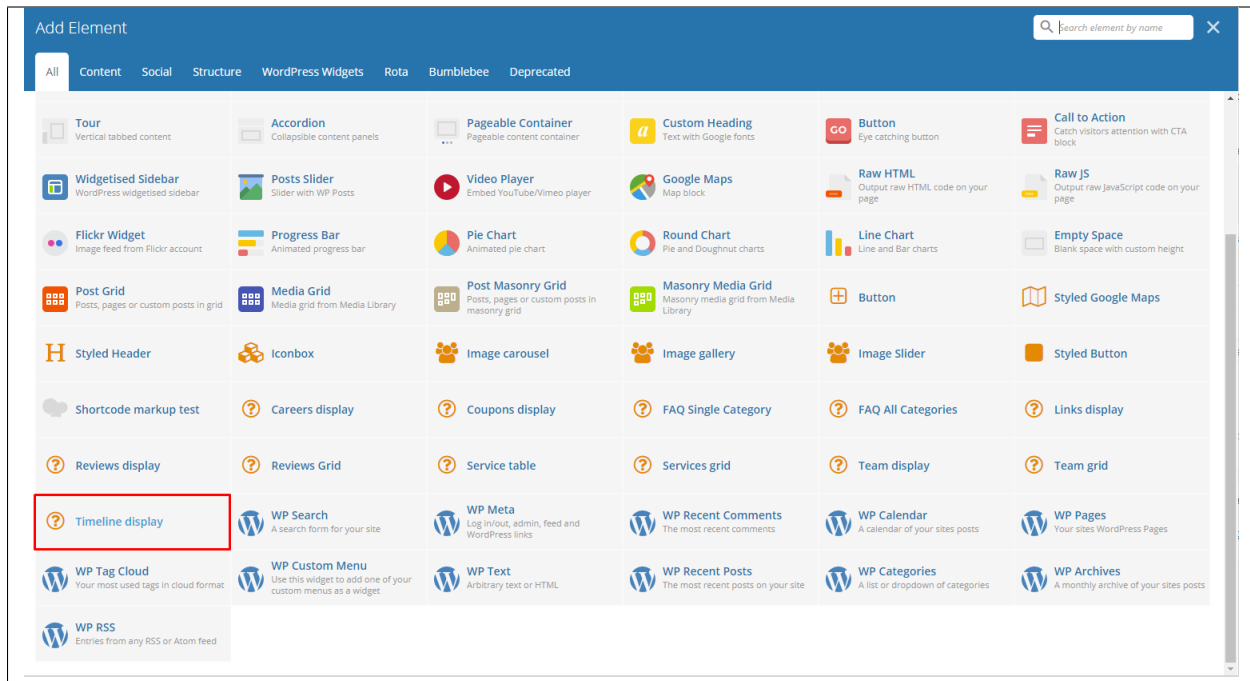 Add Element
Search element by name
All Content Social Structure WordPress Widgets Rota Bumblebee Deprecated
Tour
Vertical tabbed content
Accordion
Collapsible content panels
Pageable Container
Pageable content container
Custom Heading
Text with Google fonts
GO
Button
Eye catching button
Call to Action
Catch visitors attention with CTA
block
Widgetised Sidebar
WordPress widgetised sidebar
Posts Slider
Slider with WP Posts
Video Player
Embed YouTube/Vimeo player
Google Maps
Map block
Raw HTML
Output raw HTML code on your
page
Raw JS
Output raw JavaScript code on your
page
Flickr Widget
Image feed from Flickr account
Progress Bar
Animated progress bar
Pie Chart
Animated pie chart
Round Chart
Pie and Doughnut charts
Line Chart
Line and Bar charts
Empty Space
Blank space with custom height
Post Grid
Posts, pages or custom posts in grid
Media Grid
Media grid from Media Library
Post Masonry Grid
Posts, pages or custom posts in
masonry grid
Masonry Media Grid
Masonry media grid from Media
Library
Button
Styled Google Maps
H Styled Header
Iconbox
Image carousel
Image gallery
Image Slider
Styled Button
Shortcode markup test
? Careers display
? Coupons display
? FAQ Single Category
? FAQ All Categories
? Links display
? Reviews display
? Reviews Grid
? Service table
? Services grid
? Team display
? Team grid
? Timeline display
WP Search
A search form for your site
WP Meta
Log in/out, admin, feed and
WordPress links
WP Recent Comments
The most recent comments
WP Calendar
A calendar of your sites posts
WP Pages
Your sites WordPress Pages
WP Tag Cloud
Your most used tags in cloud format
WP Custom Menu
Use this widget to add one of your
custom menus as a widget
WP Text
Arbitrary text or HTML
WP Recent Posts
The most recent posts on your site
WP Categories
A list or dropdown of categories
WP Archives
A monthly archive of your sites posts
WP RSS
Entries from any RSS or Atom feed